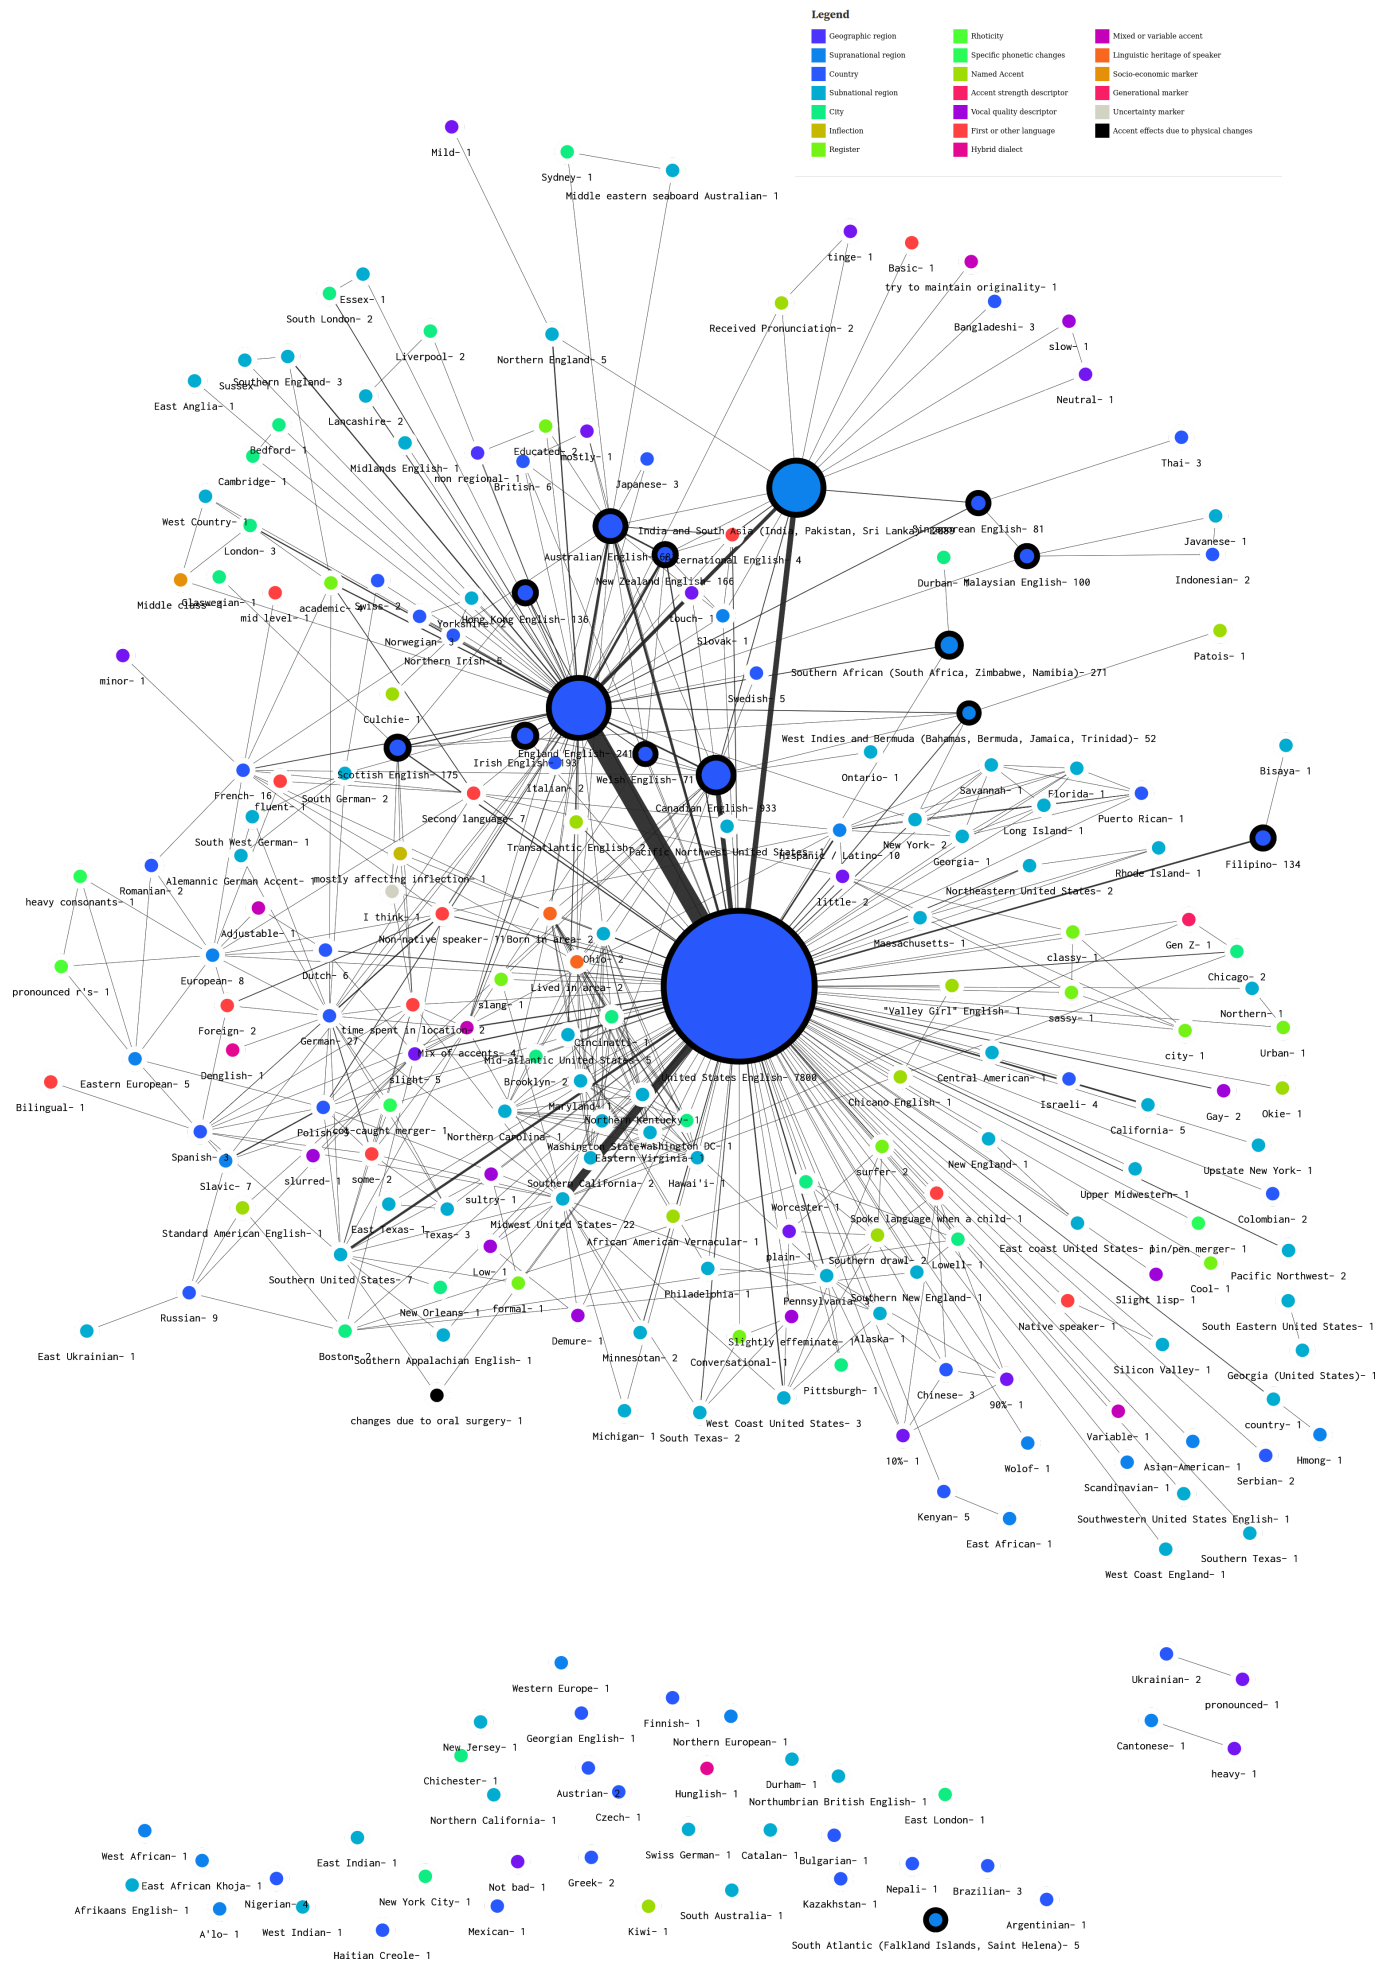 Legend
Geographic region
Supranational region
Country
Subnational region
City
Inflection
Register
Rhoticity
Specific phonetic changes
Named Accent
Accent strength descriptor
Vocal quality descriptor
First or other language
Hybrid dialect
Mixed or variable accent
Linguistic heritage of speaker
Socio-economic marker
Generational marker
Uncertainty marker
Accent effects due to physical changes
Mild– 1
Sydney– 1
Middle eastern seaboard Australian– 1
tinge– 1
Basic– 1
try to maintain originality– 1
Essex– 1
South London– 2
Received Pronunciation– 2
Bangladeshi– 3
slow– 1
Liverpool– 2
Northern England– 5
Southern England– 3
Sussex– 1
East Anglia– 1
Neutral– 1
Lancashire– 2
Bedford– 1
Educated– 2
mostly– 1
Midlands English– 1
non regional– 1
Thai– 3
Cambridge– 1
British– 6
Japanese– 3
West Country– 1
India and South Asia (India, Pakistan, Sri Lanka)–
Singaporean English– 81
London– 3
Australian English–
International English– 4
Javanese– 1
New Zealand English– 166
Durban– 1
Malaysian English– 100
Indonesian– 2
Middle class–
Glaswegian– 1
academic– 4
Swiss– 2
mid level– 1
Yorkshire– 2
Hong Kong English– 136
touch– 1
Norwegian– 3
Slovak– 1
Northern Irish– 5
Patois– 1
minor– 1
Southern African (South Africa, Zimbabwe, Namibia)– 271
Swedish– 5
Culchie– 1
West Indies and Bermuda (Bahamas, Bermuda, Jamaica, Trinidad)– 52
England English– 241
Irish English– 193
Scottish English– 175
Welsh English– 71
Ontario– 1
Bisaya– 1
Italian– 2
French– 16
South German– 2
fluent– 1
Savannah– 1
Florida– 1
Canadian English– 933
Second language– 7
Puerto Rican– 1
Long Island– 1
South West German– 1
Transatlantic English– 2
Pacific Northwest United States– 1
Hispanic / Latino– 10
New York– 2
Georgia– 1
Filipino– 134
Rhode Island– 1
Romanian– 2
Alemannic German Accent– 1
mostly affecting inflection– 1
Northeastern United States– 2
heavy consonants– 1
little– 2
I think– 1
Adjustable– 1
Non-native speaker– 11
Born in area– 2
Massachusetts– 1
Gen Z– 1
classy– 1
Ohio– 2
Chicago– 2
European– 8
Dutch– 6
Lived in area– 2
pronounced r's– 1
slang– 1
"Valley Girl" English– 1
sassy– 1
Northern– 1
Foreign– 2
time spent in location– 2
German– 27
Cincinatti– 1
Mix of accents– 4
Mid-atlantic United States– 5
city– 1
Urban– 1
Denglish– 1
slight– 5
Brooklyn– 2
United States English– 7800
Central American– 1
Eastern European– 5
Chicano English– 1
Israeli– 4
Bilingual– 1
Maryland– 1
Gay– 2
Okie– 1
Northern Kentucky– 1
California– 5
Polish– 4
cot-caught merger– 1
Northern Carolina– 1
Washington State– 1
Washington DC– 1
Spanish– 3
Eastern Virginia– 1
surfer– 2
New England– 1
Upstate New York– 1
Slavic– 7
slurred– 1
some– 2
Southern California– 2
Hawai'i– 1
Upper Midwestern– 1
sultry– 1
Worcester– 1
Spoke language when a child– 1
Colombian– 2
Standard American English– 1
East Texas– 1
Texas– 3
Midwest United States– 22
African American Vernacular– 1
plain– 1
Southern drawl– 2
East coast United States– 1
pin/pen merger– 1
Lowell– 1
Low– 1
Pacific Northwest– 2
Southern United States– 7
Philadelphia– 1
Pennsylvania– 3
Southern New England– 1
Cool– 1
Slight lisp– 1
New Orleans– 1
formal– 1
Russian– 9
Demure– 1
Slightly effeminate– 1
Alaska– 1
Native speaker– 1
South Eastern United States– 1
East Ukrainian– 1
Boston– 2
Southern Appalachian English– 1
Minnesotan– 2
Conversational– 1
Silicon Valley– 1
Georgia (United States)– 1
Pittsburgh– 1
Chinese– 3
90%– 1
changes due to oral surgery– 1
West Coast United States– 3
country– 1
Michigan– 1
South Texas– 2
Variable– 1
10%– 1
Wolof– 1
Asian-American– 1
Hmong– 1
Serbian– 2
Scandinavian– 1
Kenyan– 5
Southwestern United States English– 1
East African– 1
Southern Texas– 1
West Coast England– 1
Ukrainian– 2
Western Europe– 1
pronounced– 1
Finnish– 1
Georgian English– 1
Northern European– 1
Cantonese– 1
New Jersey– 1
heavy– 1
Chichester– 1
Austrian– 2
Hunglish– 1
Durham– 1
Northumbrian British English– 1
Northern California– 1
Czech– 1
East London– 1
West African– 1
East Indian– 1
Swiss German– 1
Catalan– 1
Bulgarian– 1
East African Khoja– 1
Not bad– 1
Greek– 2
Nepali– 1
Brazilian– 3
Afrikaans English– 1
Nigerian– 4
New York City– 1
Kazakhstan– 1
South Australia– 1
Argentinian– 1
A'lo– 1
West Indian– 1
Mexican– 1
Kiwi– 1
Haitian Creole– 1
South Atlantic (Falkland Islands, Saint Helena)– 5